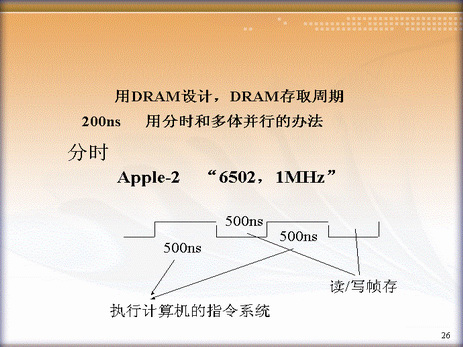 用DRAM设计，DRAM存取周期
200ns 用分时和多体并行的办法
分时
Apple-2 “6502，1MHz”
500ns
500ns
500ns
读/写帧存
执行计算机的指令系统
26